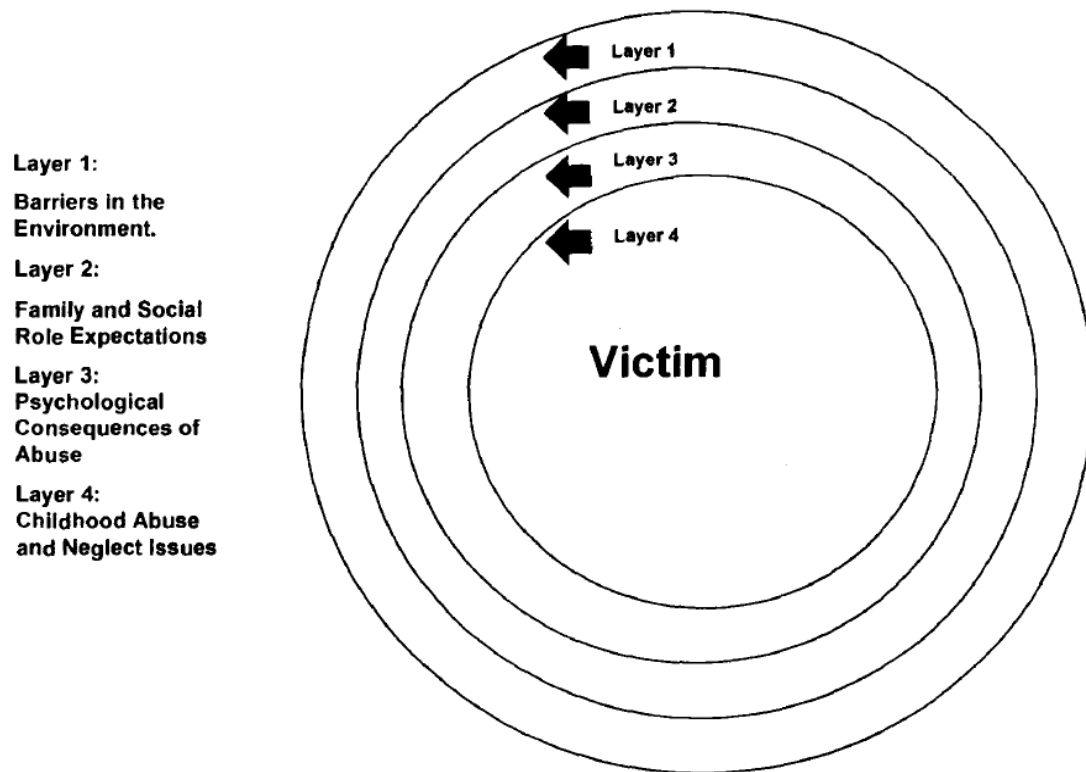 Layer 1:
Barriers in the
Environment.
Layer 2:
Family and Social
Role Expectations
Layer 3:
Psychological
Consequences of
Abuse
Layer 4:
Childhood Abuse
and Neglect Issues
Layer 1
Layer 2
Layer 3
Layer 4
Victim